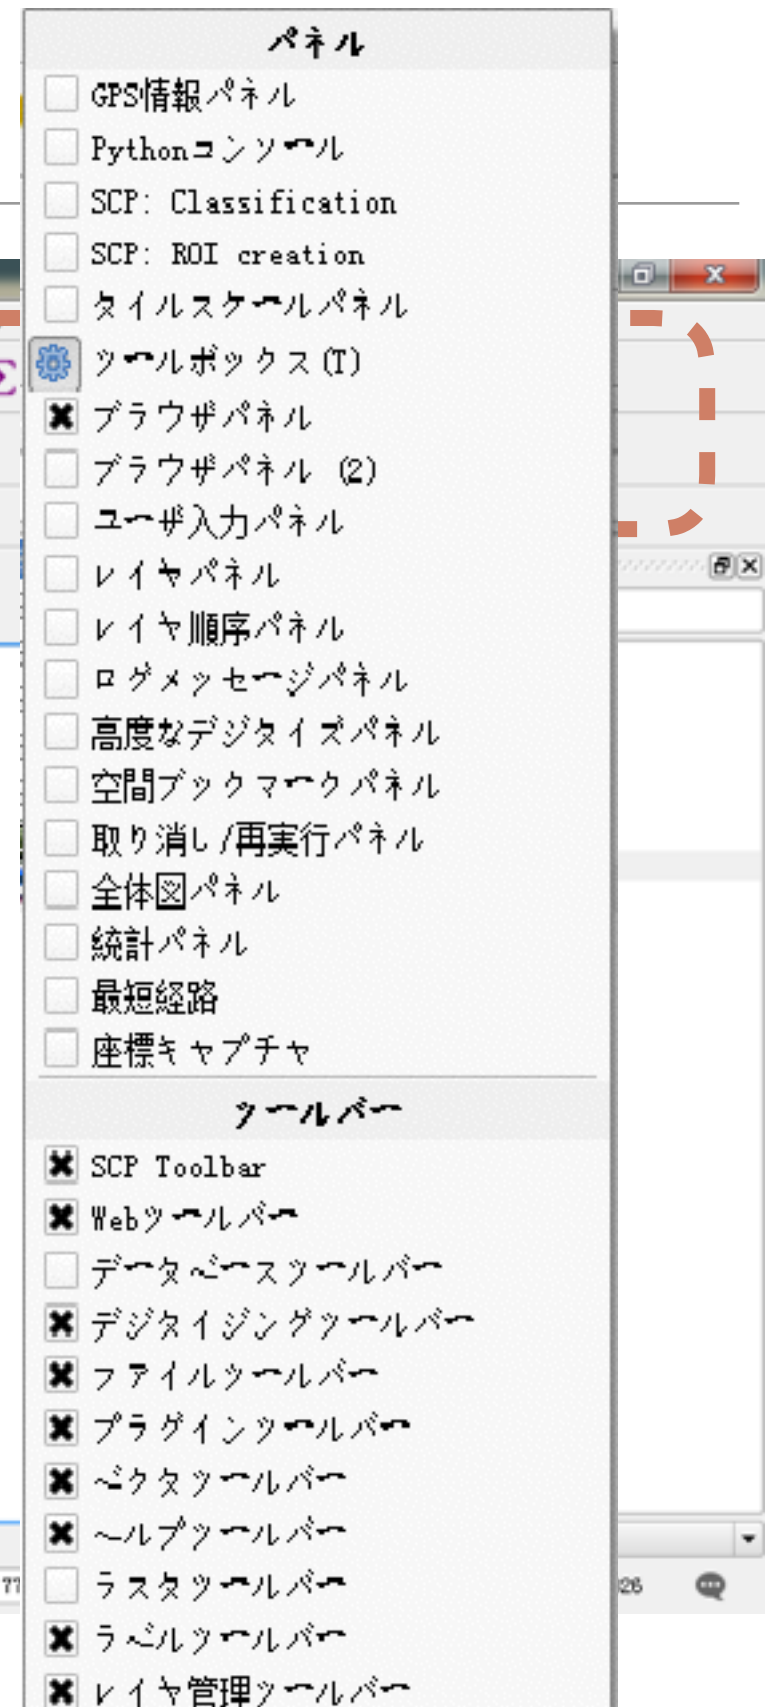 パネル
GPS情報パネル
Pythonコンソール
SCP: Classification
SCP: ROI creation
タイルスケールパネル
Σ
ツールボックス(T)
ブラウザパネル
ブラウザパネル (2)
ユーザ入力パネル
レイヤパネル
レイヤ順序パネル
ログメッセージパネル
高度なデジタイズパネル
空間ブックマークパネル
取り消し/再実行パネル
全体図パネル
統計パネル
最短経路
座標キャプチャ
ツールバー
SCP Toolbar
Webツールバー
データベースツールバー
デジタイジングツールバー
ファイルツールバー
プラグインツールバー
ベクタツールバー
ヘルプツールバー
77
ラスタツールバー
26
ラベルツールバー
レイヤ管理ツールバー